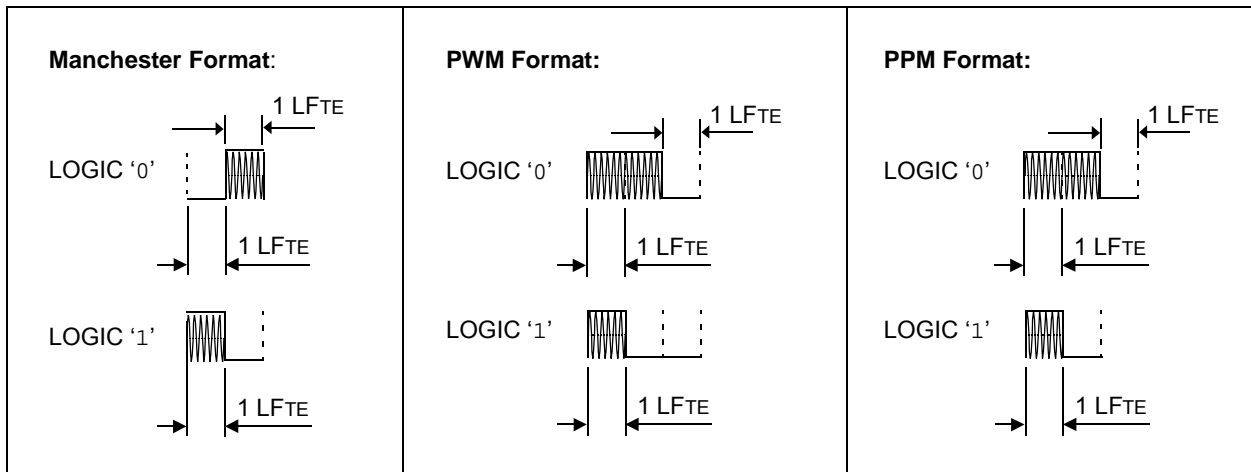 Manchester Format:
1 LFTE
LOGIC ‘0’
1 LFTE
LOGIC ‘1’
1 LFTE
PWM Format:
1 LFTE
LOGIC ‘0’
1 LFTE
LOGIC ‘1’
1 LFTE
PPM Format:
1 LFTE
LOGIC ‘0’
1 LFTE
LOGIC ‘1’
1 LFTE